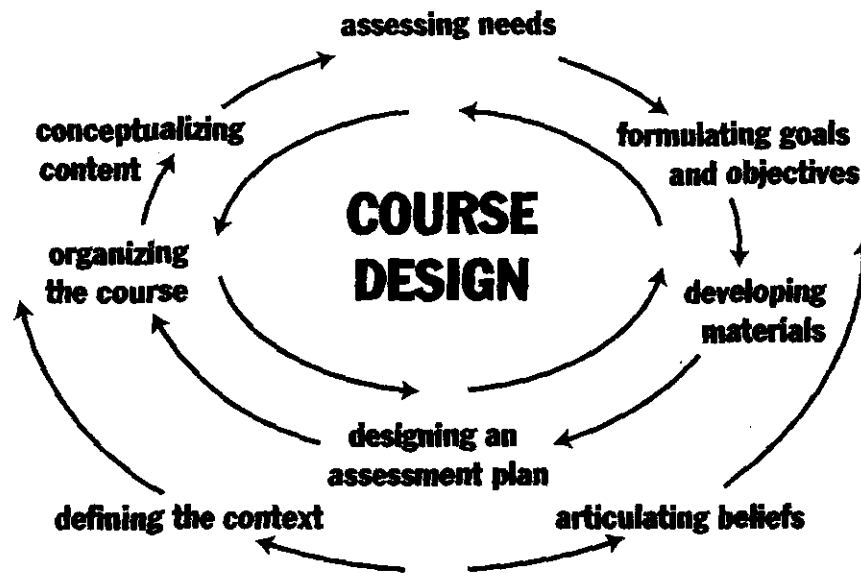 assessing needs
conceptualizing
content
formulating goals
and objectives
COURSE
DESIGN
organizing
the course
developing
materials
designing an
assessment plan
defining the context
articulating beliefs